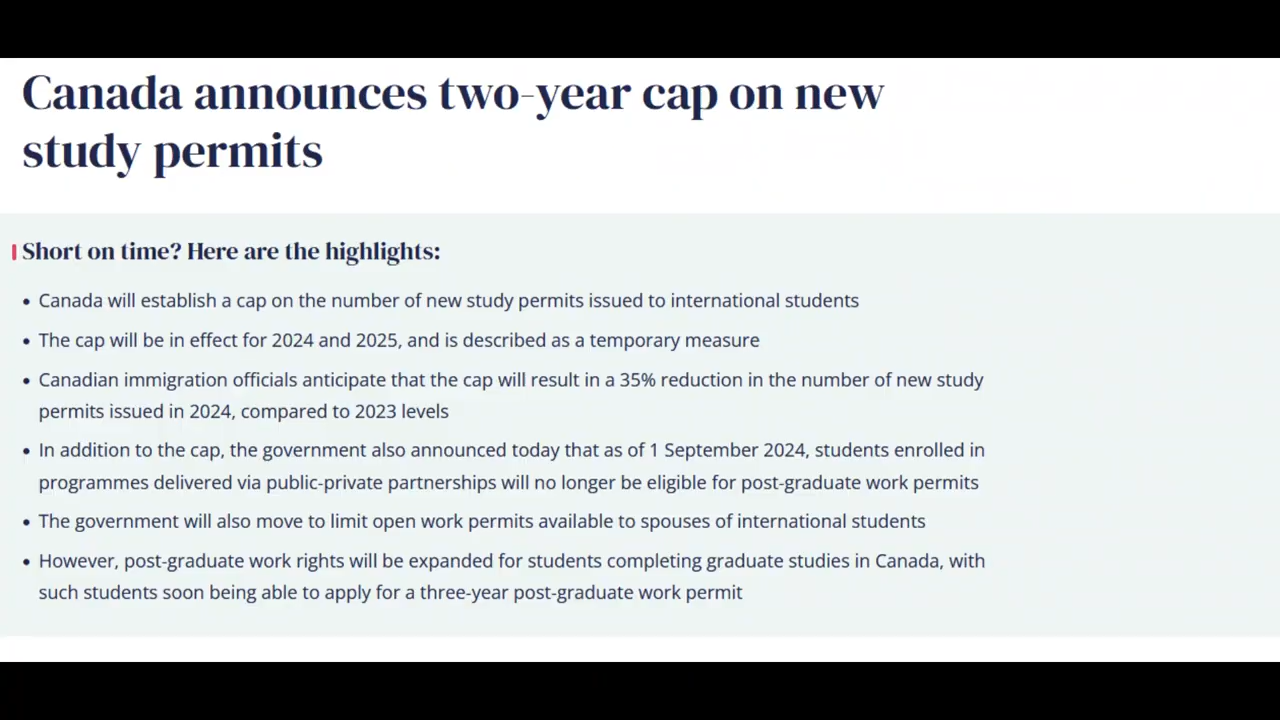 Canada announces two-year cap on new
study permits
Short on time? Here are the highlights:
• Canada will establish a cap on the number of new study permits issued to international students
• The cap will be in effect for 2024 and 2025, and is described as a temporary measure
• Canadian immigration officials anticipate that the cap will result in a 35% reduction in the number of new study
permits issued in 2024, compared to 2023 levels
• In addition to the cap, the government also announced today that as of 1 September 2024, students enrolled in
programmes delivered via public-private partnerships will no longer be eligible for post-graduate work permits
• The government will also move to limit open work permits available to spouses of international students
• However, post-graduate work rights will be expanded for students completing graduate studies in Canada, with
such students soon being able to apply for a three-year post-graduate work permit